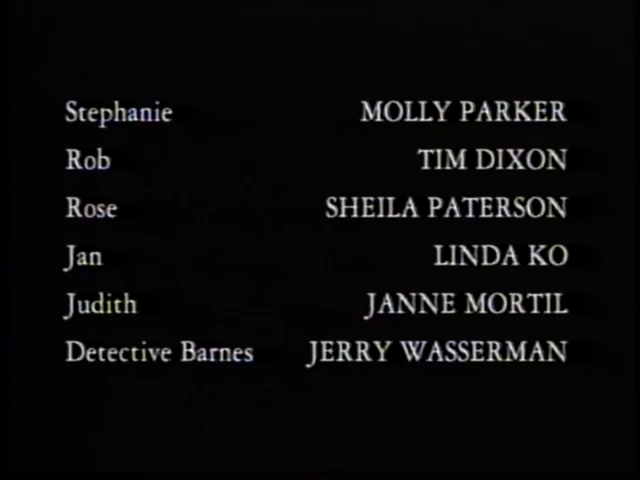 Stephanie MOLLY PARKER
Rob TIM DIXON
Rose SHEILA PATERSON
Jan LINDA KO
Judith JANNE MORTIL
Detective Barnes JERRY WASSERMAN